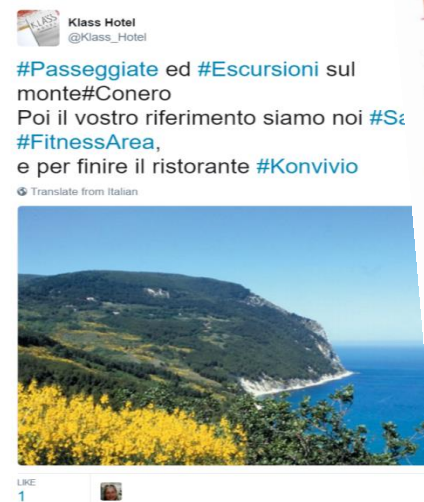 Klass Hotel
@Klass_Hotel
#Passeggiate ed #Escursioni sul
monte#Conero
Poi il vostro riferimento siamo noi
#FitnessArea,
e per finire il ristorante #Konvivio
Translate from Italian
LIKE
1
KLASS